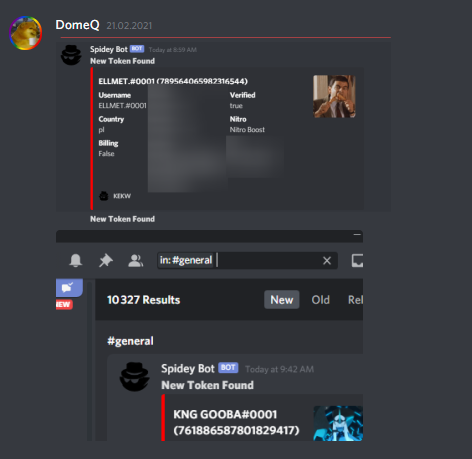 DomeQ 21.02.2021
Spidey Bot BOT Today at 8:59 AM
New Token Found
ELLMET.#0001 (789564065982316544)
Username Verified
ELLMET.#0001 true
Country Nitro
pl Nitro Boost
Billing
False
KEKW
New Token Found
in: #general
10 327 Results New Old Rel
NEW
#general
Spidey Bot BOT Today at 9:42 AM
New Token Found
KNG GOOBA#0001
(761886587801829417)